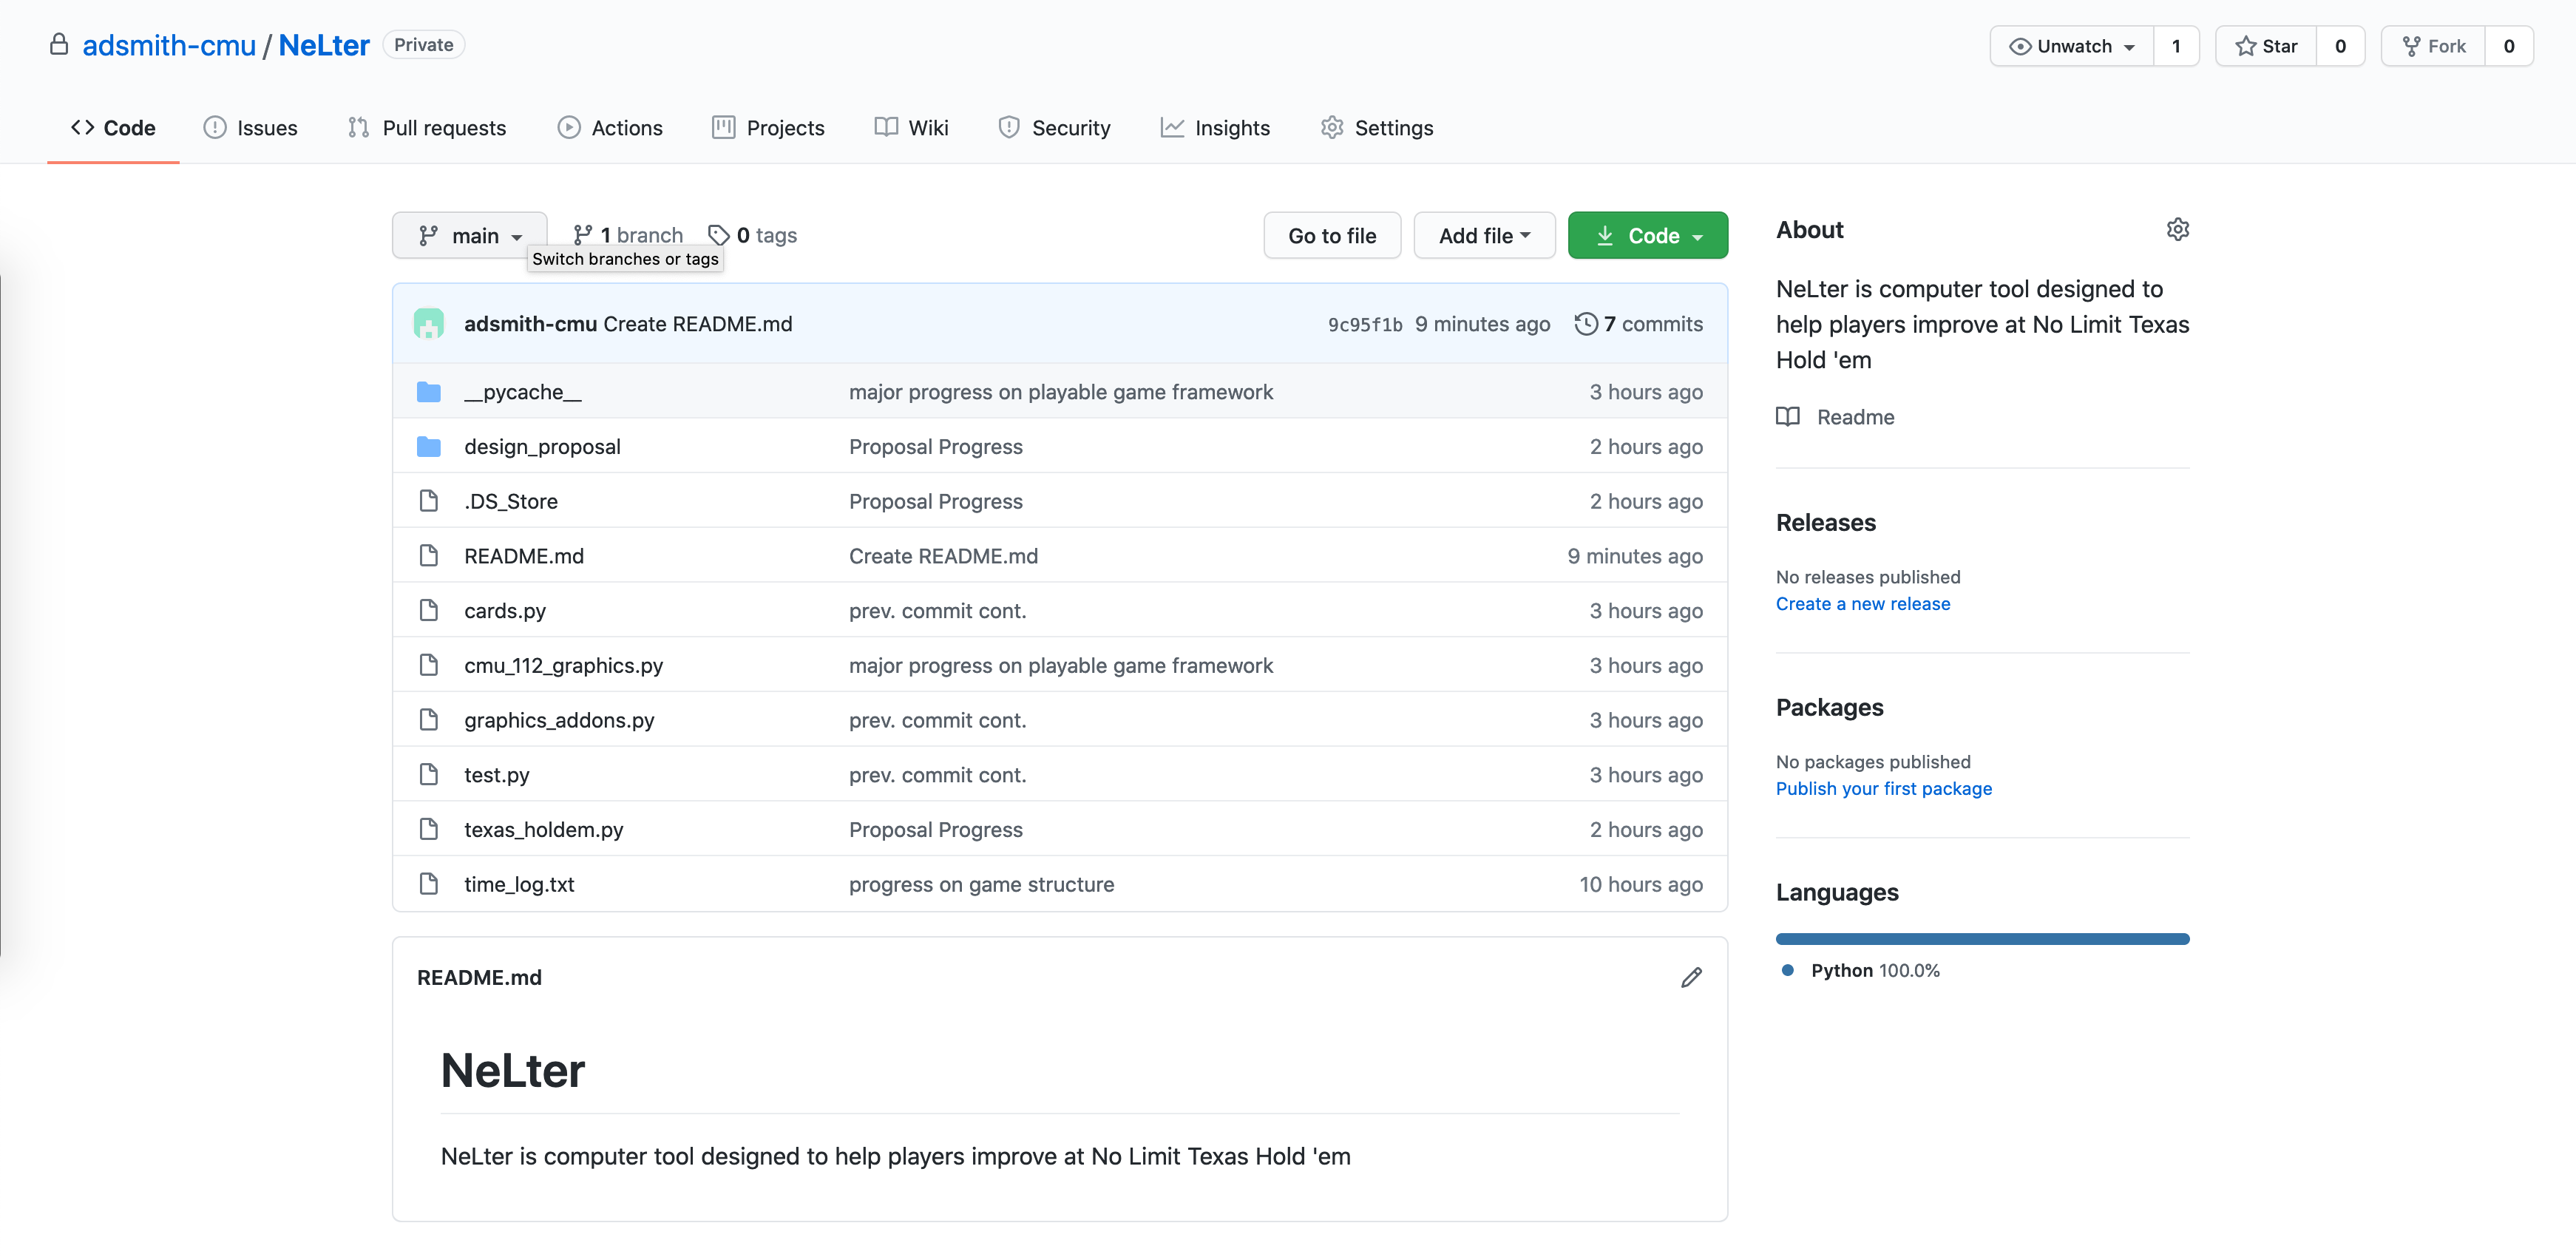 adsmith-cmu / NeLter Private
Unwatch 1 Star 0 Fork 0
Code Issues Pull requests Actions Projects Wiki Security Insights Settings
main 1 branch 0 tags
Switch branches or tags
Go to file Add file Code
adsmith-cmu Create README.md 9c95f1b 9 minutes ago 7 commits
__pycache__ major progress on playable game framework 3 hours ago
design_proposal Proposal Progress 2 hours ago
.DS_Store Proposal Progress 2 hours ago
README.md Create README.md 9 minutes ago
cards.py prev. commit cont. 3 hours ago
cmu_112_graphics.py major progress on playable game framework 3 hours ago
graphics_addons.py prev. commit cont. 3 hours ago
test.py prev. commit cont. 3 hours ago
texas_holdem.py Proposal Progress 2 hours ago
time_log.txt progress on game structure 10 hours ago
README.md
NeLter
NeLter is computer tool designed to help players improve at No Limit Texas Hold 'em
About
NeLter is computer tool designed to
help players improve at No Limit Texas
Hold 'em
Readme
Releases
No releases published
Create a new release
Packages
No packages published
Publish your first package
Languages
Python 100.0%